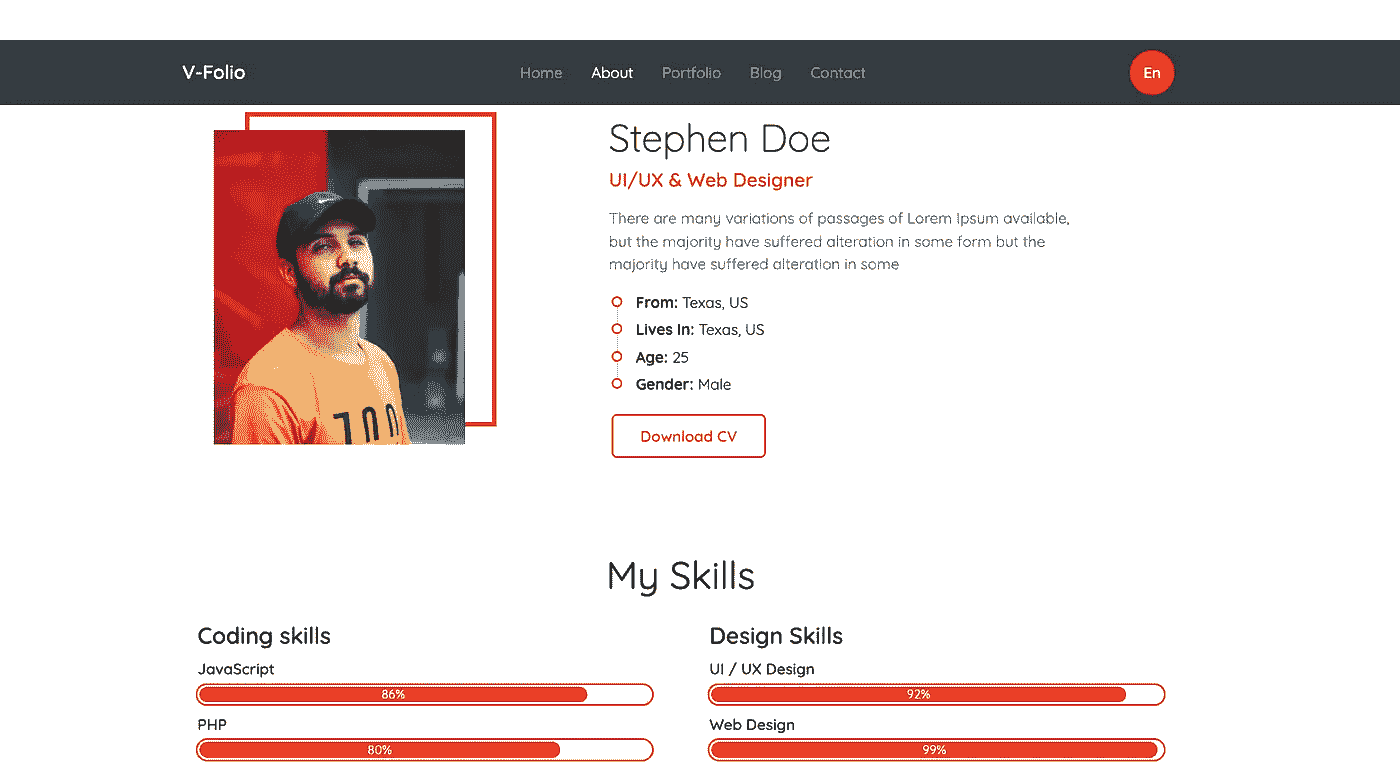 V-Folio
Home About Portfolio Blog Contact
En
Stephen Doe
UI/UX & Web Designer
There are many variations of passages of Lorem Ipsum available,
but the majority have suffered alteration in some form but the
majority have suffered alteration in some
From: Texas, US
Lives In: Texas, US
Age: 25
Gender: Male
Download CV
My Skills
Coding skills
JavaScript
86%
PHP
80%
Design Skills
UI / UX Design
92%
Web Design
99%